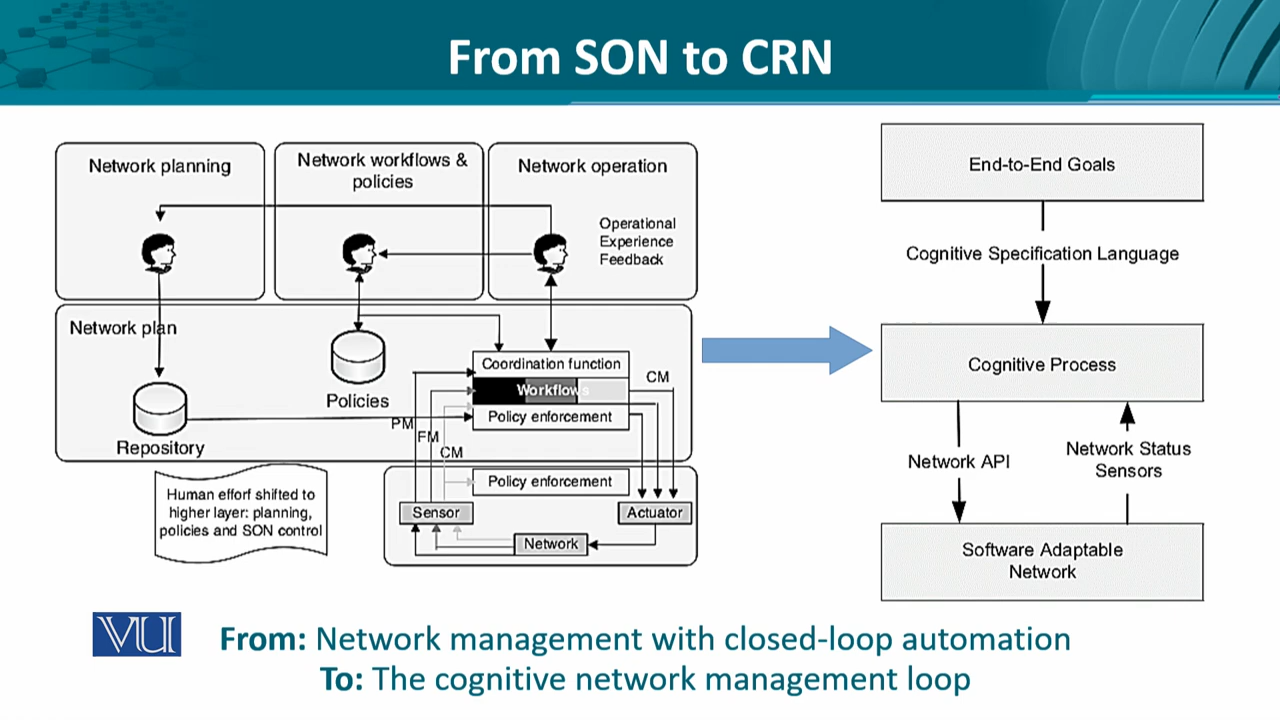 From SON to CRN
Network planning
Network workflows &
policies
Network operation
Operational
Experience
Feedback
Network plan
Policies
Repository
Coordination function
Workflows
Policy enforcement
CM
PM
FM
CM
Policy enforcement
Sensor
Actuator
Network
Human effort shifted to
higher layer: planning,
policies and SON control
End-to-End Goals
Cognitive Specification Language
Cognitive Process
Network API
Network Status
Sensors
Software Adaptable
Network
VU
From: Network management with closed-loop automation
To: The cognitive network management loop